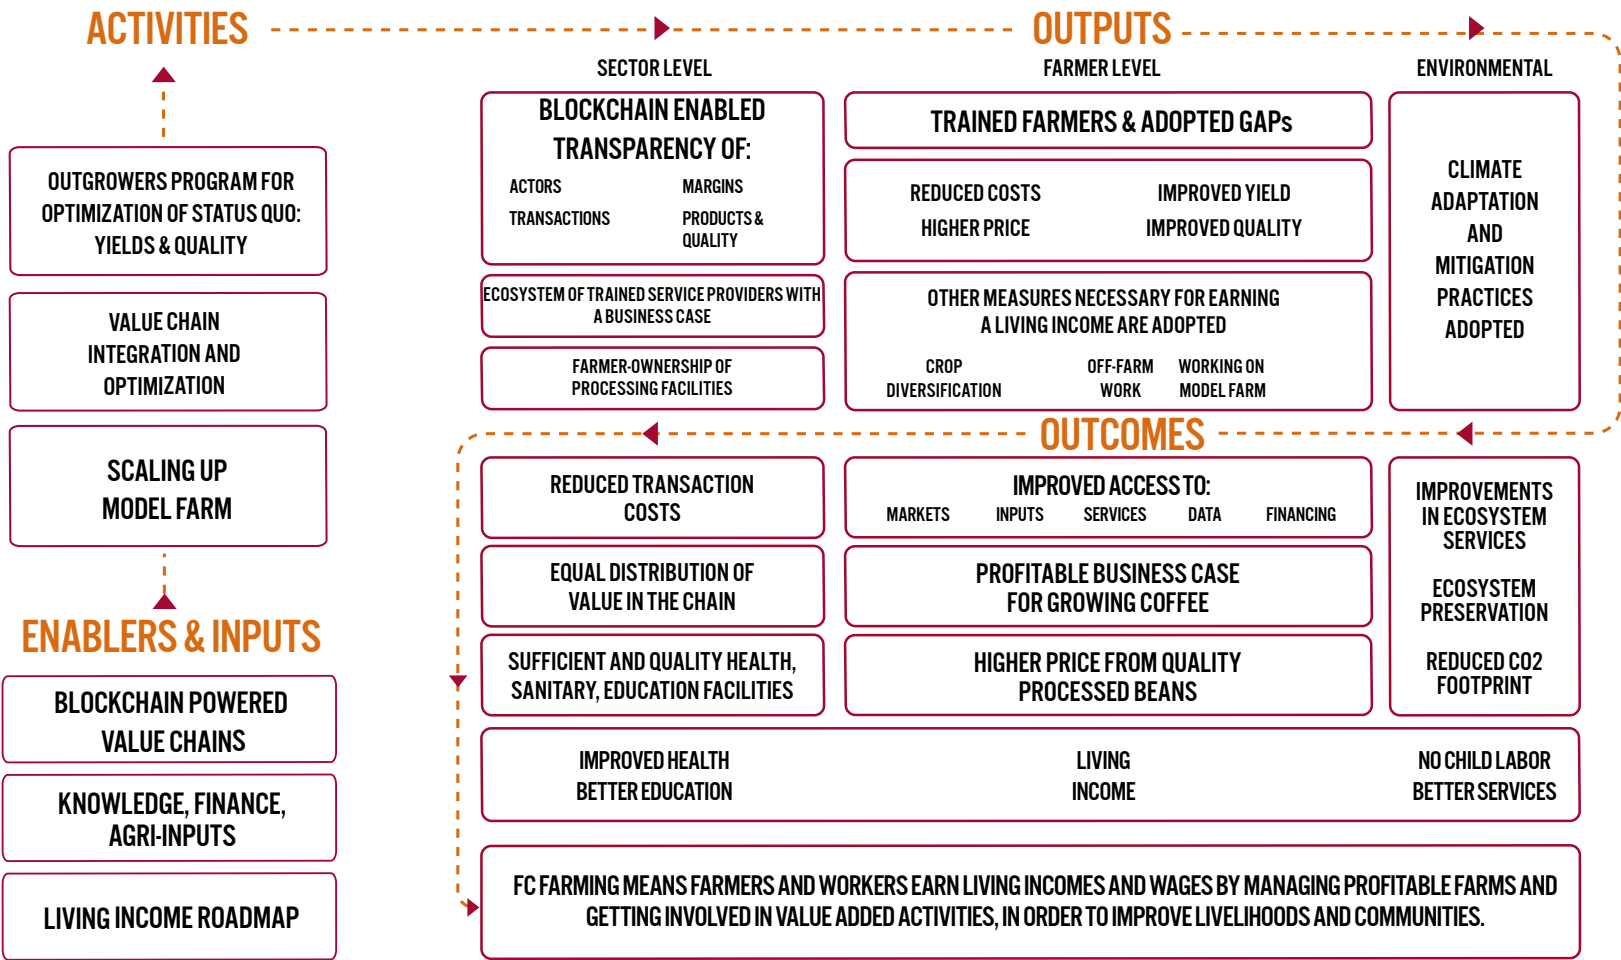 ACTIVITIES
OUTGROWERS PROGRAM FOR
OPTIMIZATION OF STATUS QUO:
YIELDS & QUALITY
VALUE CHAIN
INTEGRATION AND
OPTIMIZATION
SCALING UP
MODEL FARM
ENABLERS & INPUTS
BLOCKCHAIN POWERED
VALUE CHAINS
KNOWLEDGE, FINANCE,
AGRI-INPUTS
LIVING INCOME ROADMAP
OUTPUTS
SECTOR LEVEL
BLOCKCHAIN ENABLED
TRANSPARENCY OF:
ACTORS
MARGINS
TRANSACTIONS
PRODUCTS &
QUALITY
ECOSYSTEM OF TRAINED SERVICE PROVIDERS WITH
A BUSINESS CASE
FARMER-OWNERSHIP OF
PROCESSING FACILITIES
FARMER LEVEL
TRAINED FARMERS & ADOPTED GAPs
REDUCED COSTS
IMPROVED YIELD
HIGHER PRICE
IMPROVED QUALITY
OTHER MEASURES NECESSARY FOR EARNING
A LIVING INCOME ARE ADOPTED
CROP
DIVERSIFICATION
OFF-FARM
WORK
WORKING ON
MODEL FARM
ENVIRONMENTAL
CLIMATE
ADAPTATION
AND
MITIGATION
PRACTICES
ADOPTED
OUTCOMES
REDUCED TRANSACTION
COSTS
EQUAL DISTRIBUTION OF
VALUE IN THE CHAIN
SUFFICIENT AND QUALITY HEALTH,
SANITARY, EDUCATION FACILITIES
IMPROVED ACCESS TO:
MARKETS
INPUTS
SERVICES
DATA
FINANCING
PROFITABLE BUSINESS CASE
FOR GROWING COFFEE
HIGHER PRICE FROM QUALITY
PROCESSED BEANS
IMPROVEMENTS
IN ECOSYSTEM
SERVICES
ECOSYSTEM
PRESERVATION
REDUCED CO2
FOOTPRINT
IMPROVED HEALTH
BETTER EDUCATION
LIVING
INCOME
NO CHILD LABOR
BETTER SERVICES
FC FARMING MEANS FARMERS AND WORKERS EARN LIVING INCOMES AND WAGES BY MANAGING PROFITABLE FARMS AND
GETTING INVOLVED IN VALUE ADDED ACTIVITIES, IN ORDER TO IMPROVE LIVELIHOODS AND COMMUNITIES.